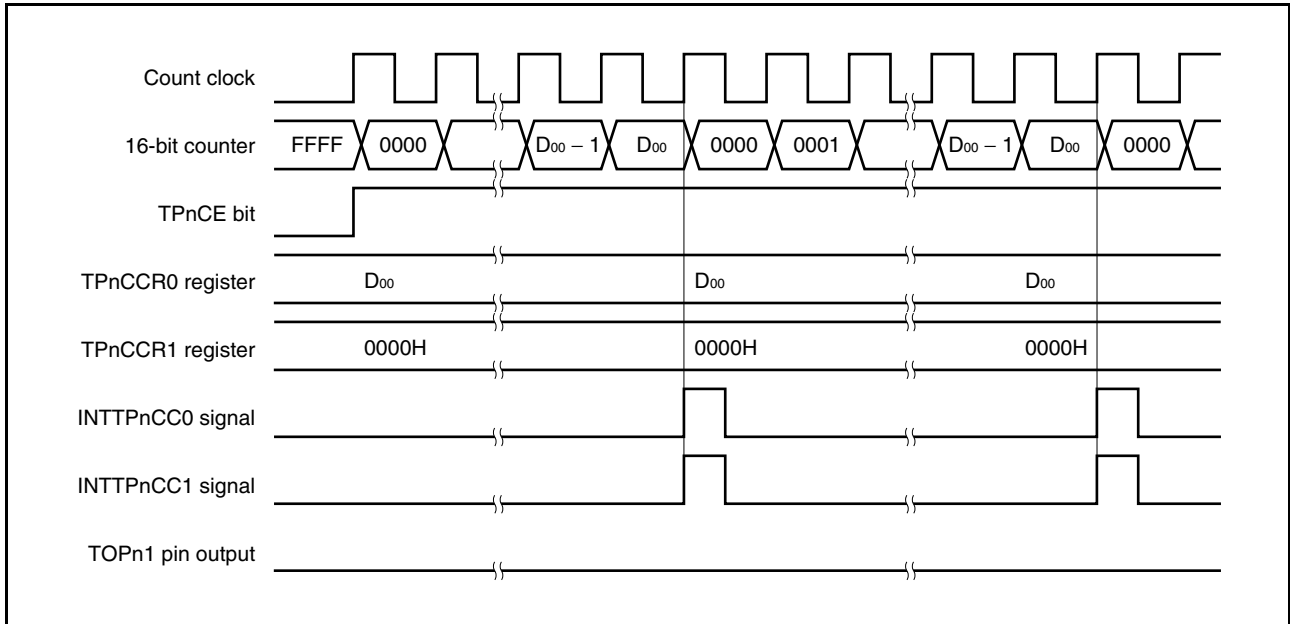 Count clock
16-bit counter FFFF 0000 D00 − 1 D00 0000 0001 D00 − 1 D00 0000
TPnCE bit
TPnCCR0 register D00 D00 D00
TPnCCR1 register 0000H 0000H 0000H
INTTPnCC0 signal
INTTPnCC1 signal
TOPn1 pin output